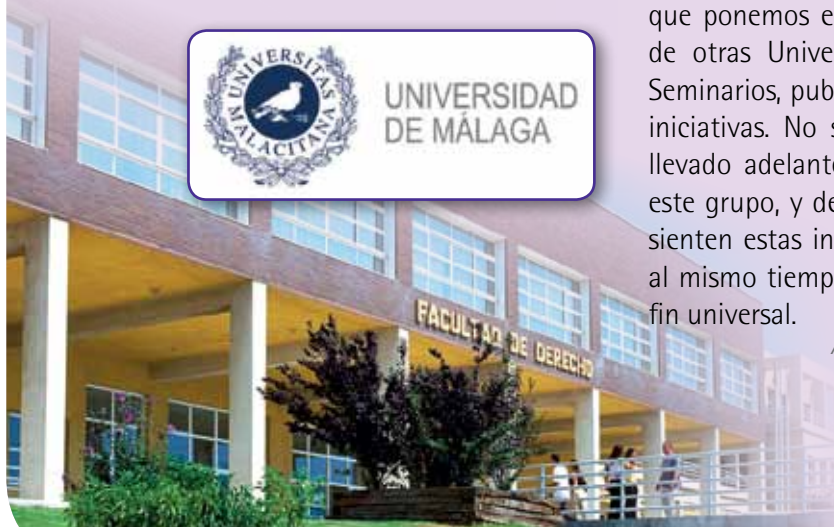 que ponemos e
de otras Unive
Seminarios, pub
iniciativas. No s
llevado adelant
este grupo, y de
sienten estas in
al mismo tiemp
fin universal.
UNIVERSITAS MALACITANA
UNIVERSIDAD
DE MÁLAGA
FACULTAD DE DERECHO